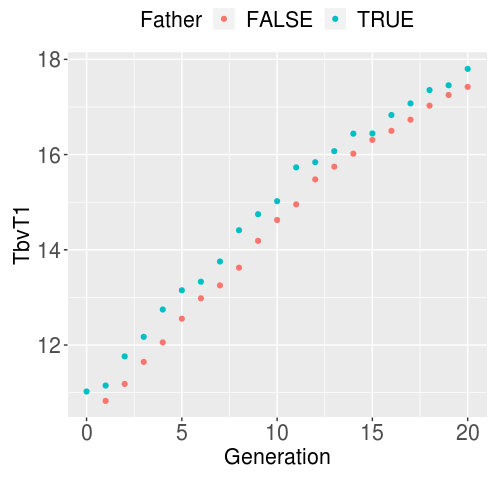 Father FALSE TRUE
TbvT1
18
16
14
12
0 5 10 15 20
Generation